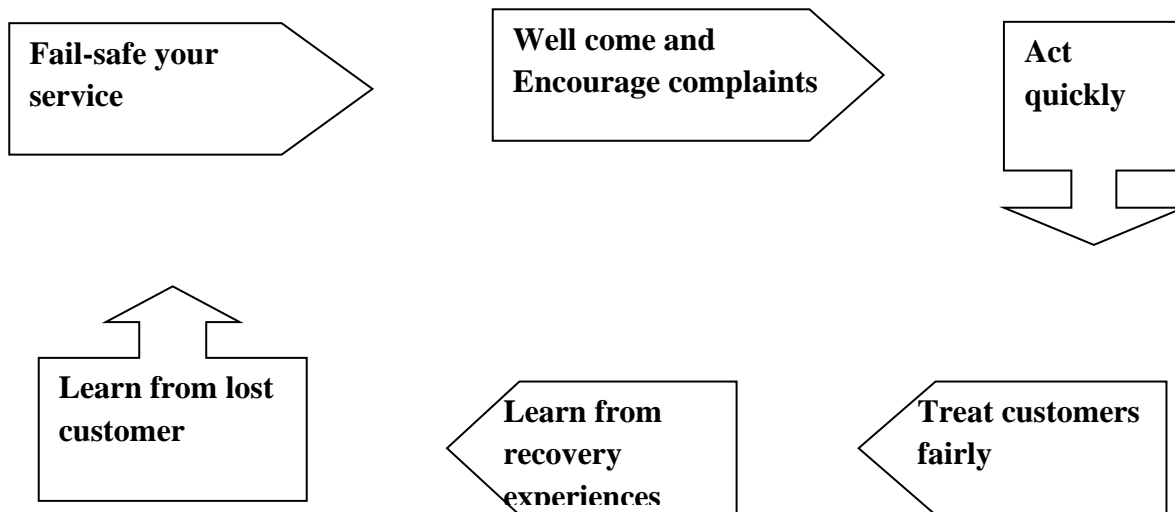 Fail-safe your
service
Well come and
Encourage complaints
Act
quickly
Treat customers
fairly
Learn from
recovery
experiences
Learn from lost
customer